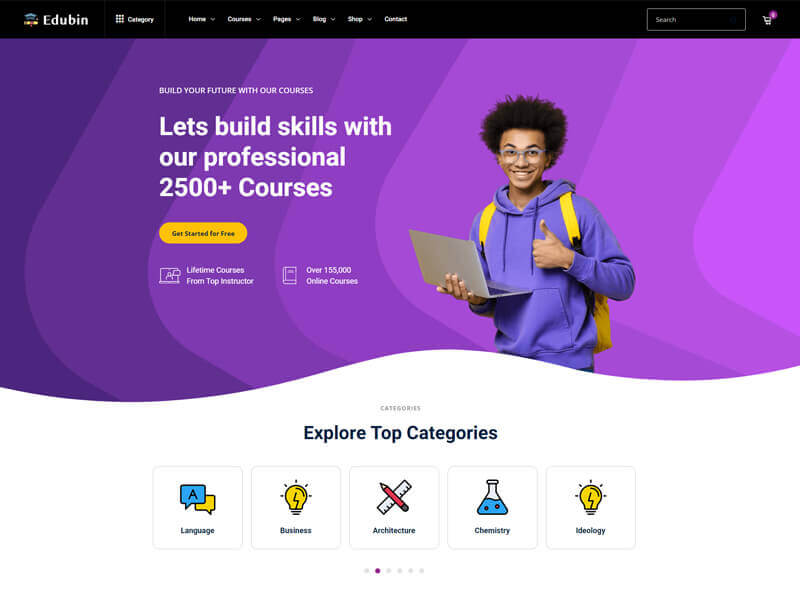 Edubin
Category
Home
Courses
Pages
Blog
Shop
Contact
Search
0
BUILD YOUR FUTURE WITH OUR COURSES
Lets build skills with
our professional
2500+ Courses
Get Started for Free
Lifetime Courses
From Top Instructor
Over 155,000
Online Courses
CATEGORIES
Explore Top Categories
A
Language
Business
Architecture
Chemistry
Ideology